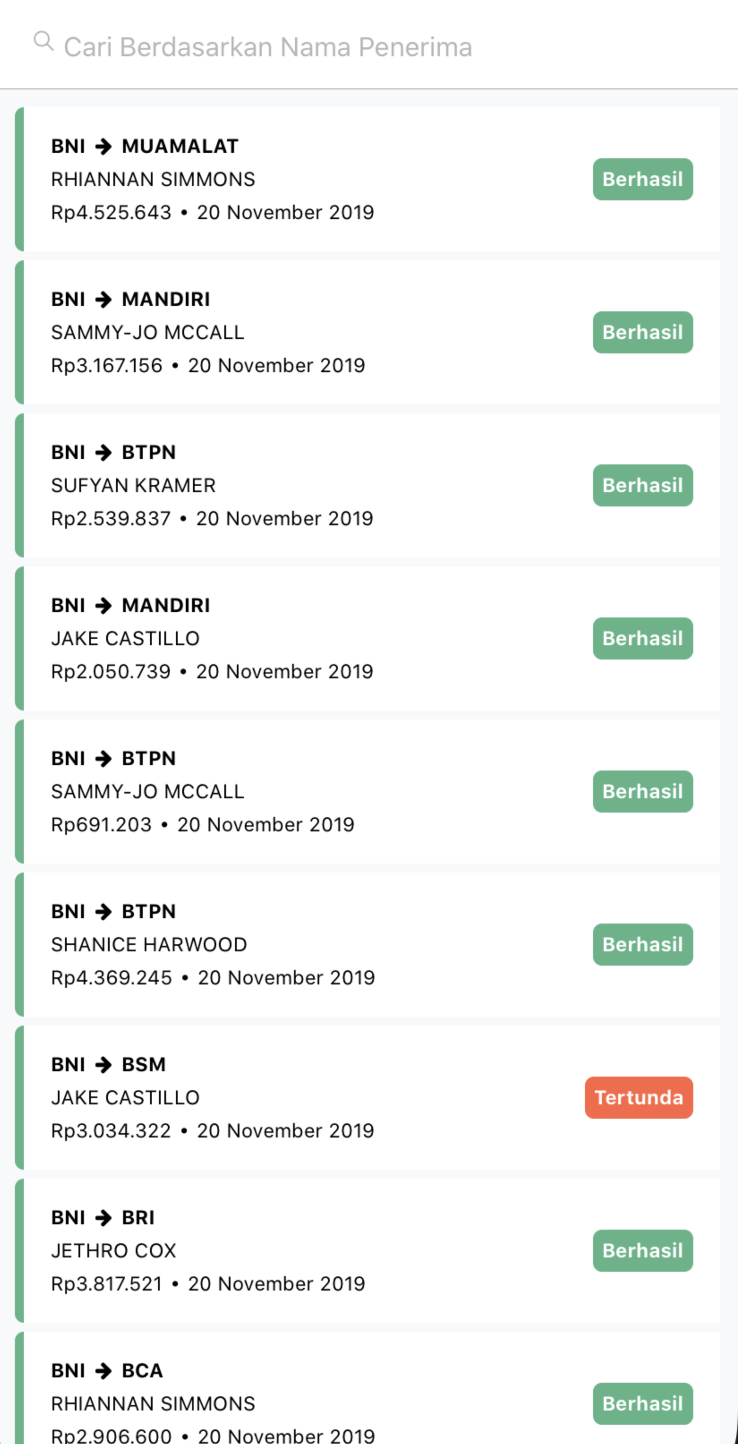 Cari Berdasarkan Nama Penerima
BNI → MUAMALAT
RHIANNAN SIMMONS
Rp4.525.643 • 20 November 2019
Berhasil
BNI → MANDIRI
SAMMY-JO MCCALL
Rp3.167.156 • 20 November 2019
Berhasil
BNI → BTPN
SUFYAN KRAMER
Rp2.539.837 • 20 November 2019
Berhasil
BNI → MANDIRI
JAKE CASTILLO
Rp2.050.739 • 20 November 2019
Berhasil
BNI → BTPN
SAMMY-JO MCCALL
Rp691.203 • 20 November 2019
Berhasil
BNI → BTPN
SHANICE HARWOOD
Rp4.369.245 • 20 November 2019
Berhasil
BNI → BSM
JAKE CASTILLO
Rp3.034.322 • 20 November 2019
Tertunda
BNI → BRI
JETHRO COX
Rp3.817.521 • 20 November 2019
Berhasil
BNI → BCA
RHIANNAN SIMMONS
Rp2.906.600 • 20 November 2019
Berhasil